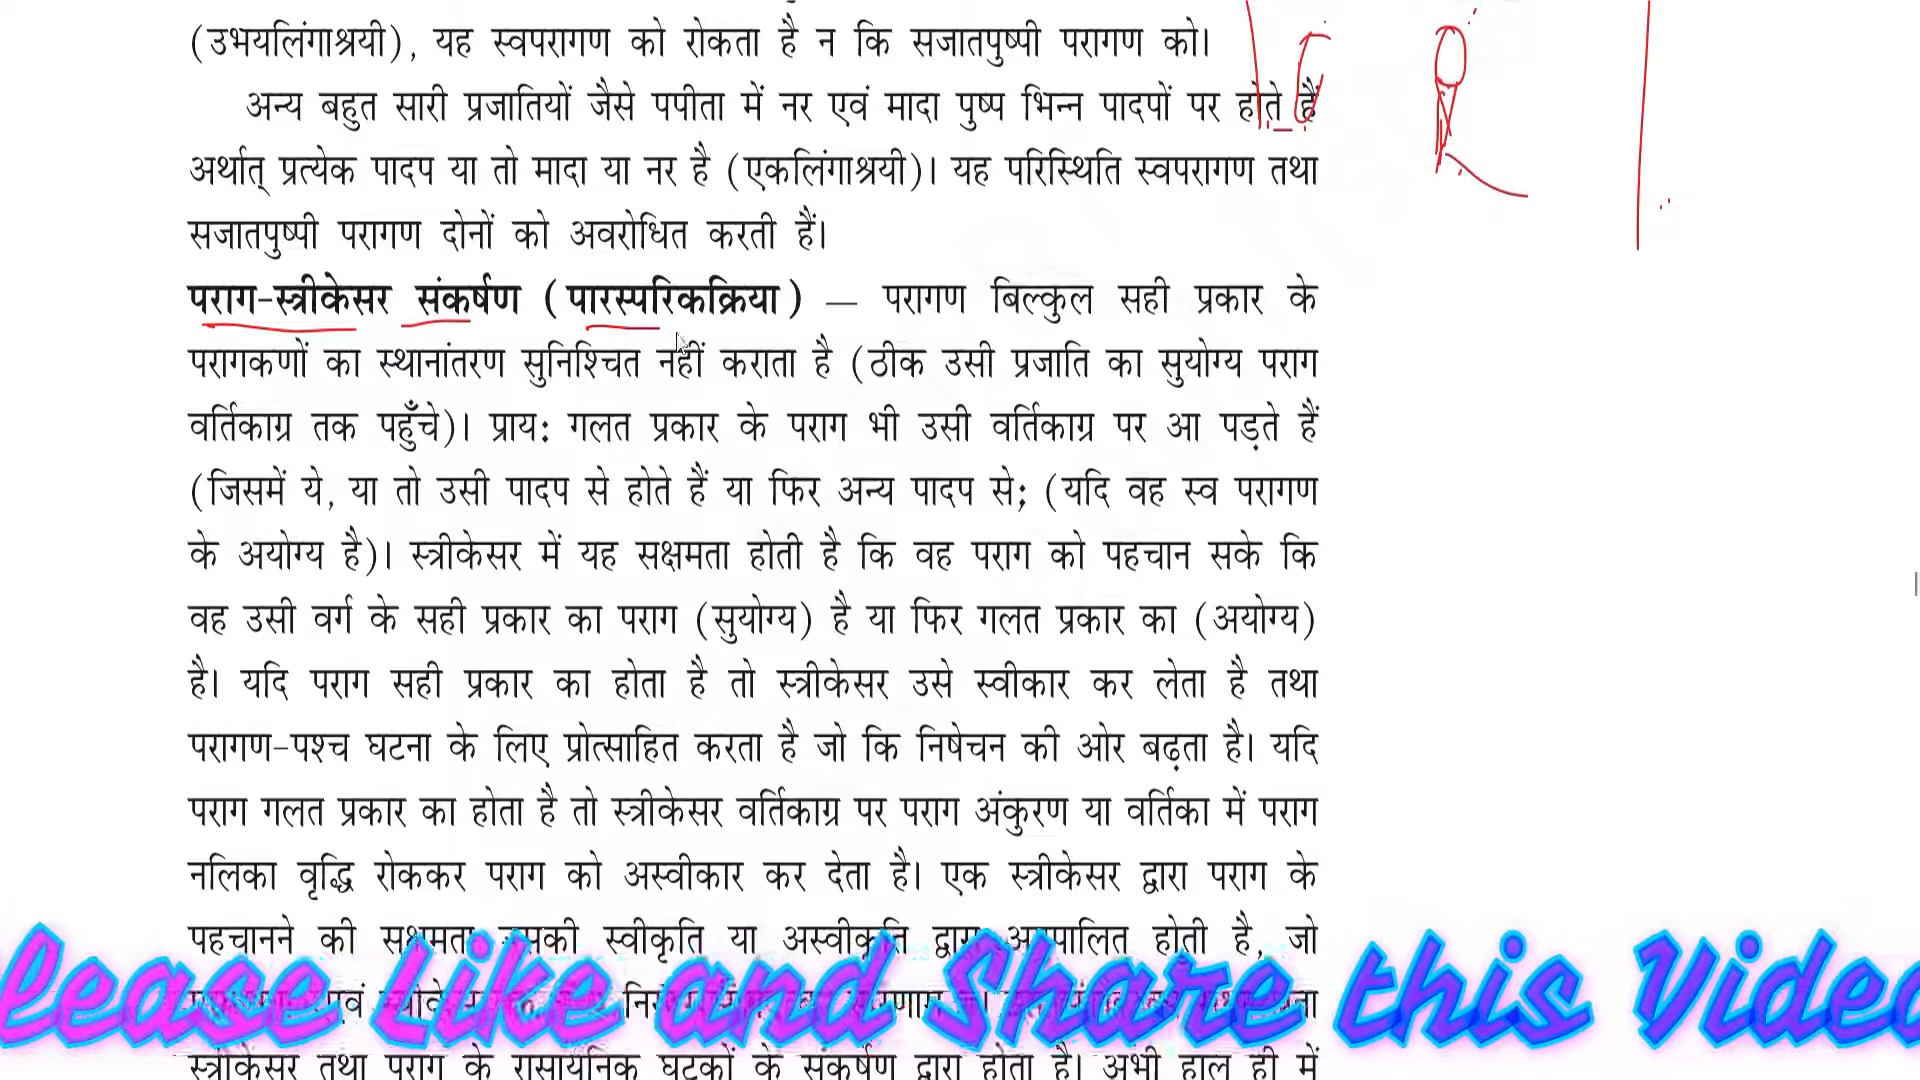 (उभयलिंगाश्रयी), यह स्वपरागण को रोकता है न कि सजातपुष्पी परागण को।
अन्य बहुत सारी प्रजातियों जैसे पपीता में नर एवं मादा पुष्प भिन्न पादपों पर होते हैं
अर्थात् प्रत्येक पादप या तो मादा या नर है (एकलिंगाश्रयी)। यह परिस्थिति स्वपरागण तथा
सजातपुष्पी परागण दोनों को अवरोधित करती हैं।
पराग-स्त्रीकेसर संकर्षण (पारस्परिकक्रिया) — परागण बिल्कुल सही प्रकार के
परागकणों का स्थानांतरण सुनिश्चित नहीं कराता है (ठीक उसी प्रजाति का सुयोग्य पराग
वर्तिकाग्र तक पहुँचे)। प्राय: गलत प्रकार के पराग भी उसी वर्तिकाग्र पर आ पड़ते हैं
(जिसमें ये, या तो उसी पादप से होते हैं या फिर अन्य पादप से; (यदि वह स्व परागण
के अयोग्य है)। स्त्रीकेसर में यह सक्षमता होती है कि वह पराग को पहचान सके कि
वह उसी वर्ग के सही प्रकार का पराग (सुयोग्य) है या फिर गलत प्रकार का (अयोग्य)
है। यदि पराग सही प्रकार का होता है तो स्त्रीकेसर उसे स्वीकार कर लेता है तथा
परागण-पश्च घटना के लिए प्रोत्साहित करता है जो कि निषेचन की ओर बढ़ता है। यदि
पराग गलत प्रकार का होता है तो स्त्रीकेसर वर्तिकाग्र पर पराग अंकुरण या वर्तिका में पराग
नलिका वृद्धि रोककर पराग को अस्वीकार कर देता है। एक स्त्रीकेसर द्वारा पराग के
पहचानने की सक्षमता उसकी स्वीकृति या अस्वीकृति द्वारा अनुपालित होती है, जो
एवं
lease Like and Share this Video
स्त्रीकेसर तथा पराग के रासायनिक घटकों के संकर्षण द्वारा होता है। अभी हाल ही में